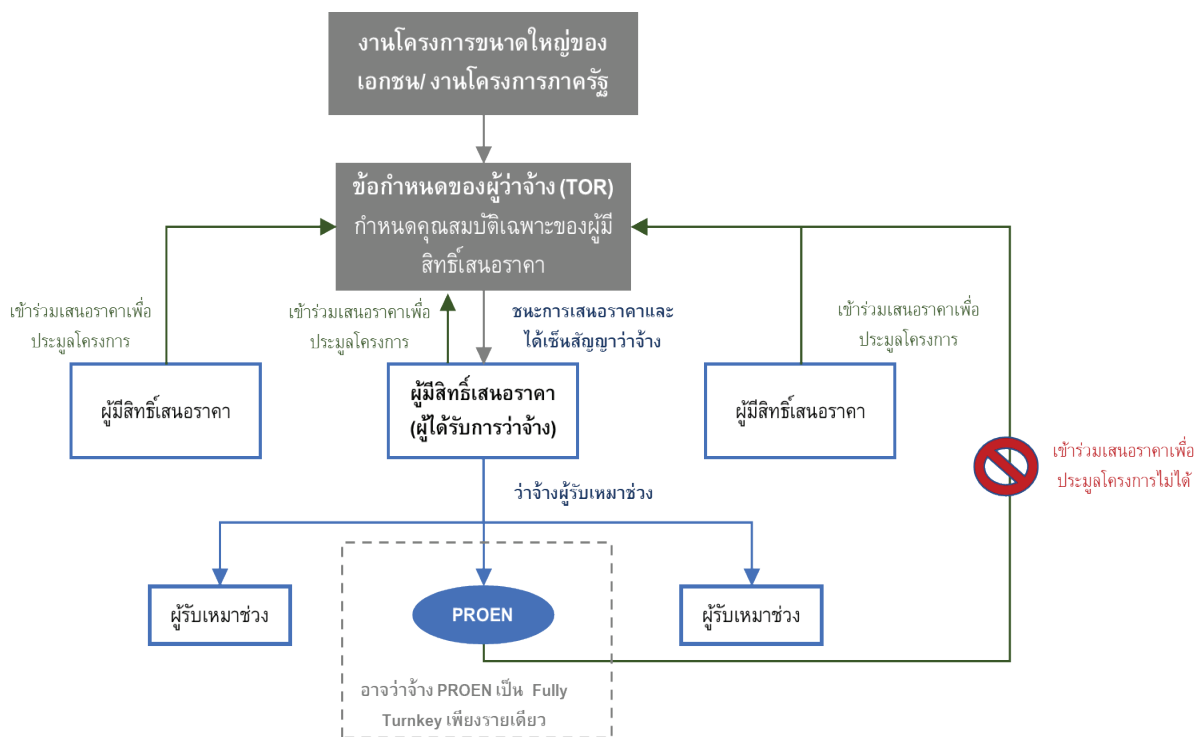 งานโครงการขนาดใหญ่ของ
เอกชน/ งานโครงการภาครัฐ
ข้อกำหนดของผู้ว่าจ้าง (TOR)
กำหนดคุณสมบัติเฉพาะของผู้มี
สิทธิ์เสนอราคา
เข้าร่วมเสนอราคาเพื่อ
ประมูลโครงการ
เข้าร่วมเสนอราคาเพื่อ
ประมูลโครงการ
ชนะการเสนอราคาและ
ได้เซ็นสัญญาว่าจ้าง
เข้าร่วมเสนอราคาเพื่อ
ประมูลโครงการ
ผู้มีสิทธิ์เสนอราคา
ผู้มีสิทธิ์เสนอราคา
(ผู้ได้รับการว่าจ้าง)
ผู้มีสิทธิ์เสนอราคา
เข้าร่วมเสนอราคาเพื่อ
ประมูลโครงการไม่ได้
ว่าจ้างผู้รับเหมาช่วง
ผู้รับเหมาช่วง
PROEN
ผู้รับเหมาช่วง
อาจว่าจ้าง PROEN เป็น Fully
Turnkey เพียงรายเดียว